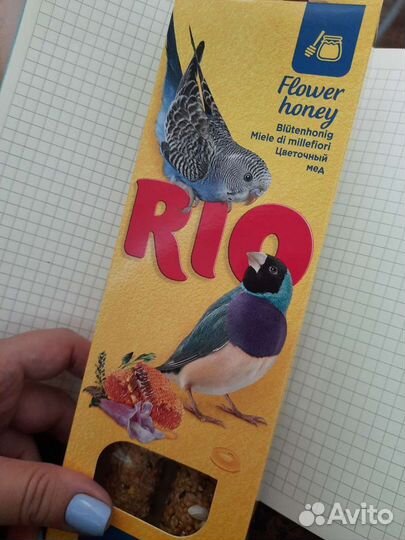 Flower
honey
Blütenhonig
Miele di millefiori
Цветочный
мед
RIO
Avito